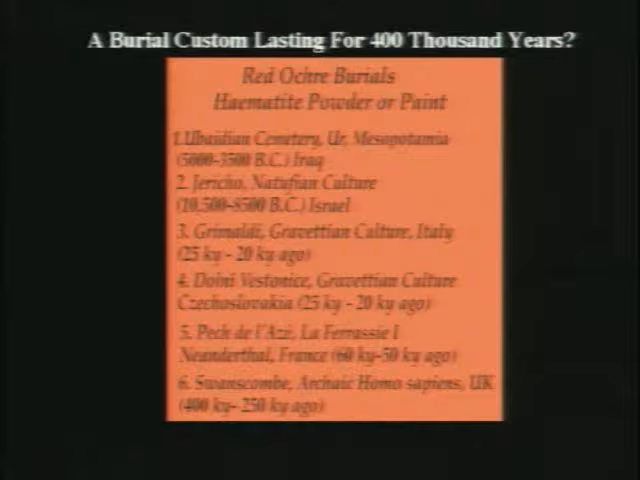 A Burial Custom Lasting For 400 Thousand Years?
Red Ochre Burials
Haematite Powder or Paint
1.Ubaidian Cemetery, Ur, Mesopotamia
(5000-3500 B.C.) Iraq
2. Jericho, Natufian Culture
(10,500-8500 B.C.) Israel
3. Grimaldi, Gravettian Culture, Italy
(25 ky - 20 ky ago)
4. Dolni Vestonice, Gravettian Culture
Czechoslovakia (25 ky - 20 ky ago)
5. Pech de l'Azé, La Ferrassie I
Neanderthal, France (60 ky-50 ky ago)
6. Swanscombe, Archaic Homo sapiens, UK
(400 ky- 250 ky ago)